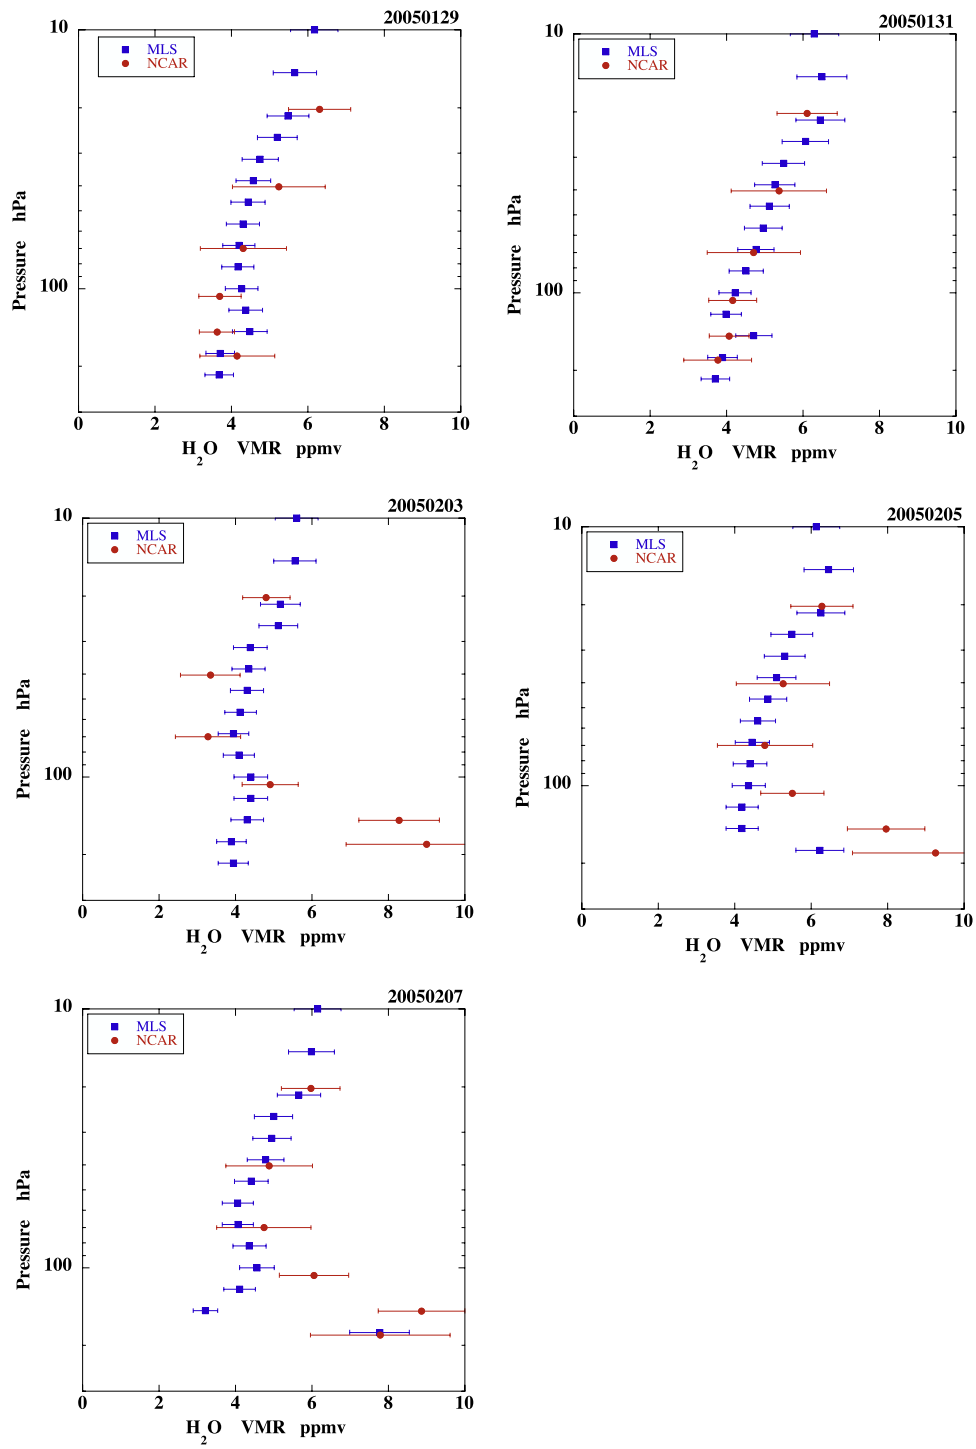 20050129
10
MLS
NCAR
Pressure hPa
100
0 2 4 6 8 10
H2O VMR ppmv
20050131
10
MLS
NCAR
Pressure hPa
100
0 2 4 6 8 10
H2O VMR ppmv
20050203
10
MLS
NCAR
Pressure hPa
100
0 2 4 6 8 10
H2O VMR ppmv
20050205
10
MLS
NCAR
Pressure hPa
100
0 2 4 6 8 10
H2O VMR ppmv
20050207
10
MLS
NCAR
Pressure hPa
100
0 2 4 6 8 10
H2O VMR ppmv